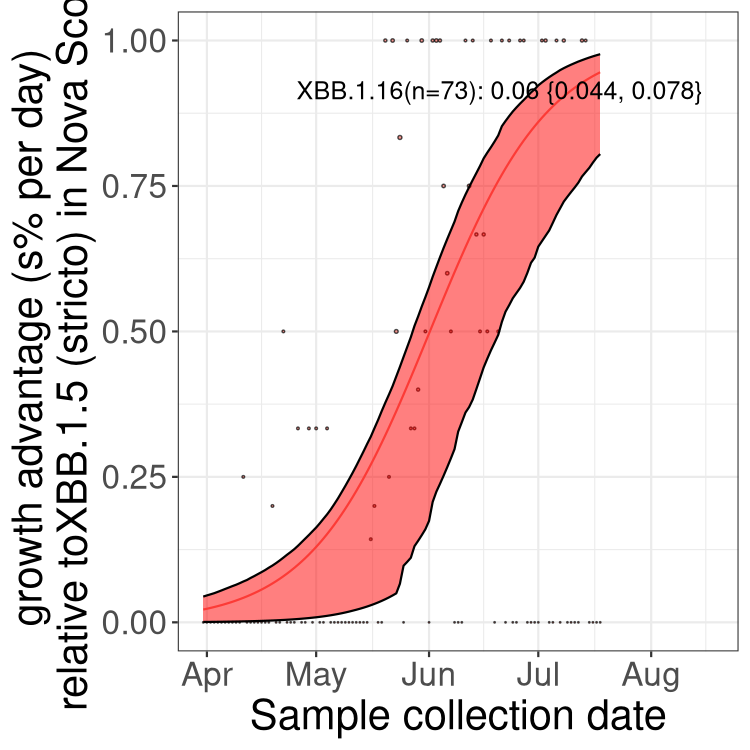 growth advantage (s% per day)
relative toXBB.1.5 (stricto) in Nova Sco
1.00
0.75
0.50
0.25
0.00
XBB.1.16(n=73): 0.06 {0.044, 0.078}
Apr May Jun Jul Aug
Sample collection date